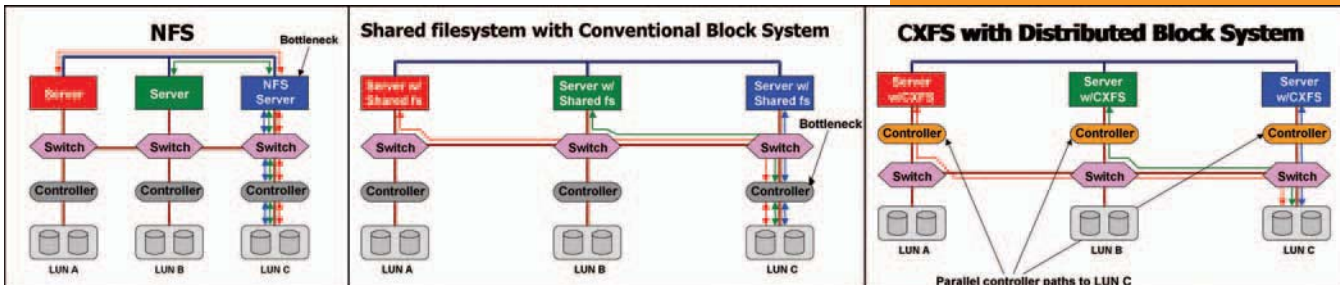 NFS
Bottleneck
Server
Server
NFS
Server
Switch
Switch
Switch
Controller
Controller
Controller
LUN A
LUN B
LUN C
Shared filesystem with Conventional Block System
Server w/
Shared fs
Server w/
Shared fs
Server w/
Shared fs
Bottleneck
Switch
Switch
Switch
Controller
Controller
Controller
LUN A
LUN B
LUN C
CXFS with Distributed Block System
Server
w/CXFS
Server
w/CXFS
Server
w/CXFS
Controller
Controller
Controller
Switch
Switch
Switch
LUN A
LUN B
LUN C
Parallel controller paths to LUN C